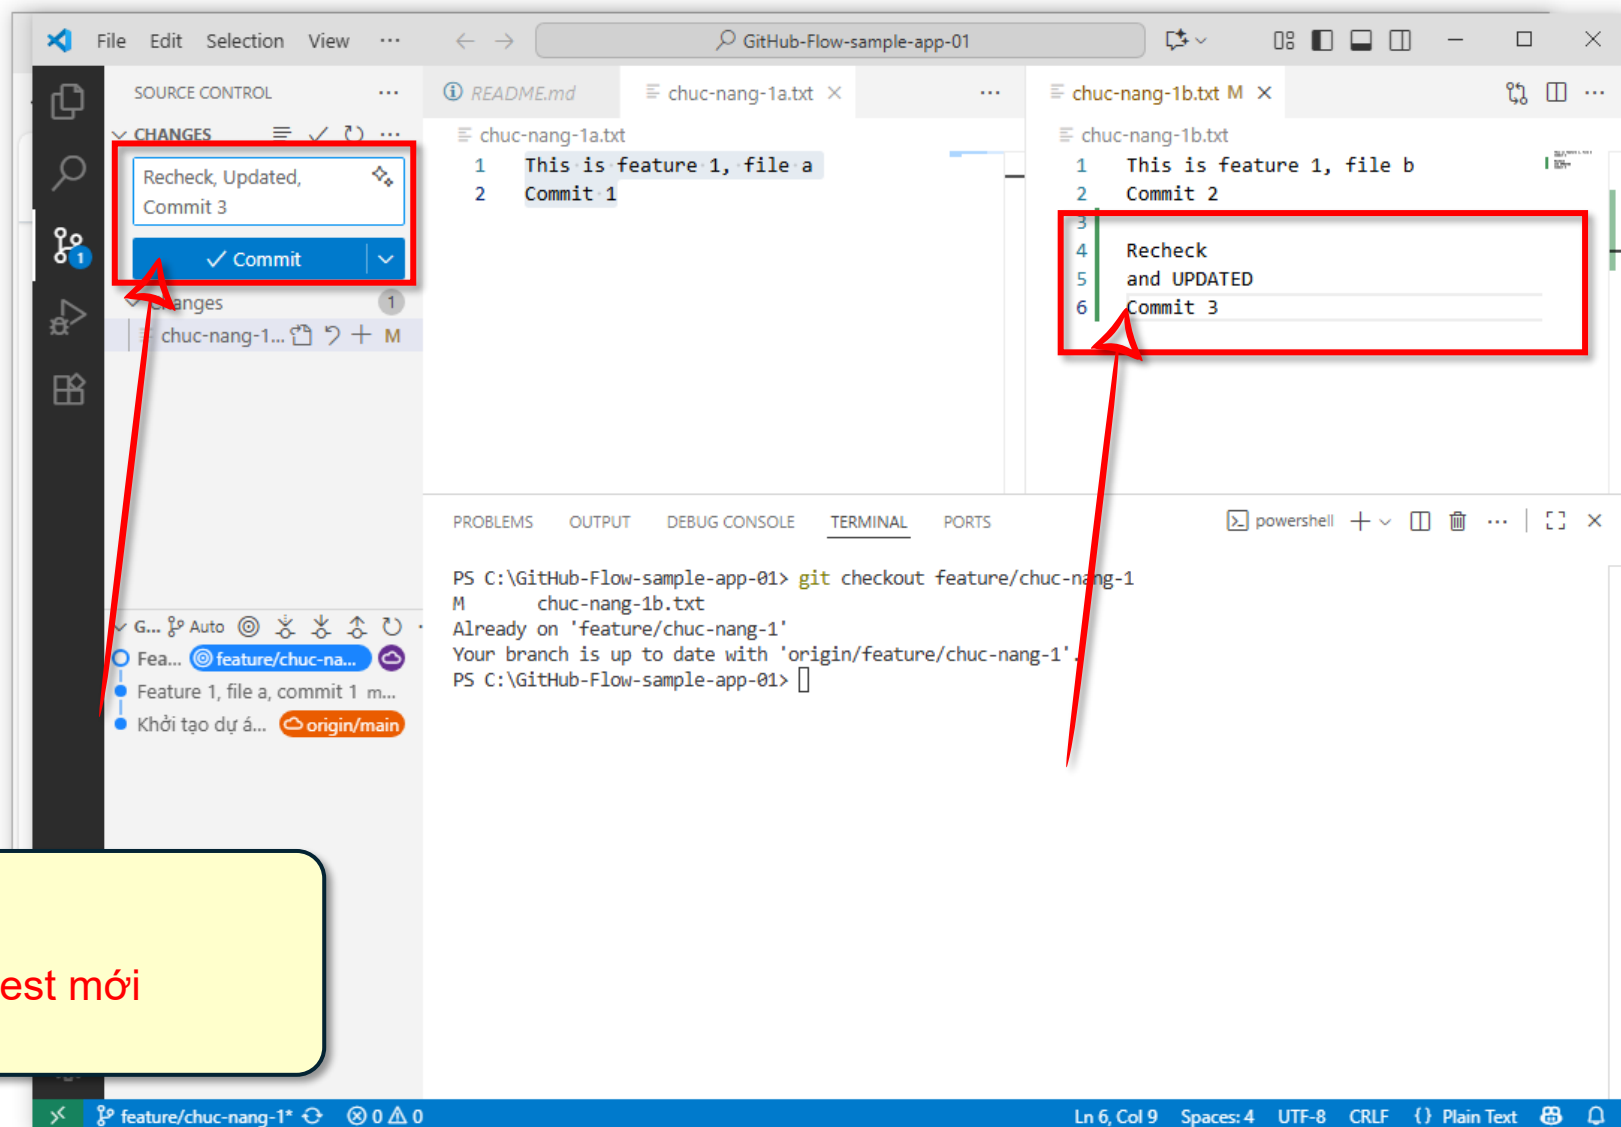 File Edit Selection View ··· GitHub-Flow-sample-app-01
SOURCE CONTROL ···
README.md chuc-nang-1a.txt ···
chuc-nang-1b.txt M ···
CHANGES ···
chuc-nang-1a.txt
chuc-nang-1b.txt
Recheck, Updated,
Commit 3
Commit
Changes 1
chuc-nang-1... M
1 This is feature 1, file a
2 Commit 1
1 This is feature 1, file b
2 Commit 2
3
4 Recheck
5 and UPDATED
6 Commit 3
1
PROBLEMS OUTPUT DEBUG CONSOLE TERMINAL PORTS powershell ···
PS C:\GitHub-Flow-sample-app-01> git checkout feature/chuc-nang-1
M chuc-nang-1b.txt
Already on 'feature/chuc-nang-1'
Your branch is up to date with 'origin/feature/chuc-nang-1'.
PS C:\GitHub-Flow-sample-app-01>
G... Auto
Fea... feature/chuc-na...
Feature 1, file a, commit 1 m...
Khởi tạo dự á... origin/main
est mới
feature/chuc-nang-1* 0 0 Ln 6, Col 9 Spaces: 4 UTF-8 CRLF {} Plain Text